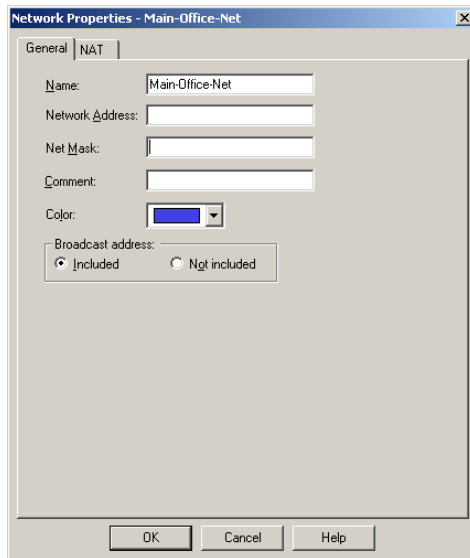 Network Properties - Main-Office-Net
General NAT
Name: Main-Office-Net
Network Address:
Net Mask:
Comment:
Color:
Broadcast address:
Included Not included
OK Cancel Help